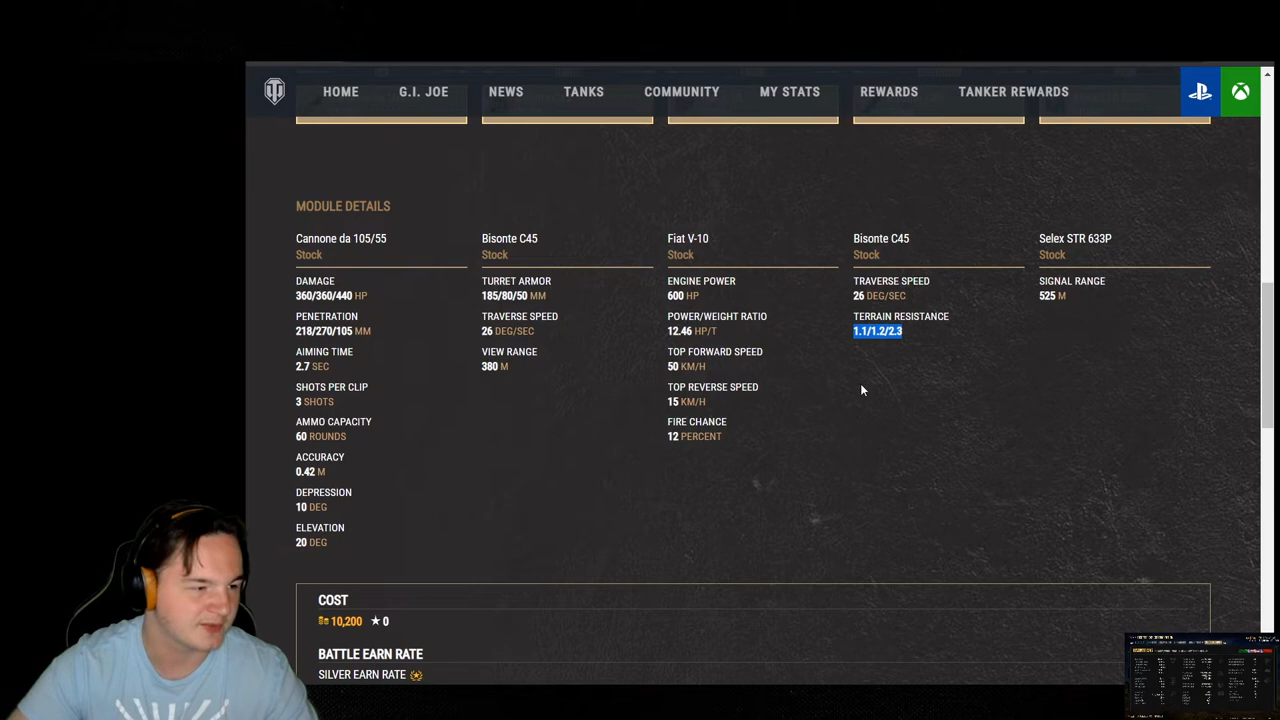 HOME G.I. JOE NEWS TANKS COMMUNITY MY STATS REWARDS TANKER REWARDS
MODULE DETAILS
Cannone da 105/55
Stock
DAMAGE
360/360/440 HP
PENETRATION
218/270/105 MM
AIMING TIME
2.7 SEC
SHOTS PER CLIP
3 SHOTS
AMMO CAPACITY
60 ROUNDS
ACCURACY
0.42 M
DEPRESSION
10 DEG
ELEVATION
20 DEG
Bisonte C45
Stock
TURRET ARMOR
185/80/50 MM
TRAVERSE SPEED
26 DEG/SEC
VIEW RANGE
380 M
Fiat V-10
Stock
ENGINE POWER
600 HP
POWER/WEIGHT RATIO
12.46 HP/T
TOP FORWARD SPEED
50 KM/H
TOP REVERSE SPEED
15 KM/H
FIRE CHANCE
12 PERCENT
Bisonte C45
Stock
TRAVERSE SPEED
26 DEG/SEC
TERRAIN RESISTANCE
1.1/1.2/2.3
Selex STR 633P
Stock
SIGNAL RANGE
525 M
COST
10,200 ★ 0
BATTLE EARN RATE
SILVER EARN RATE